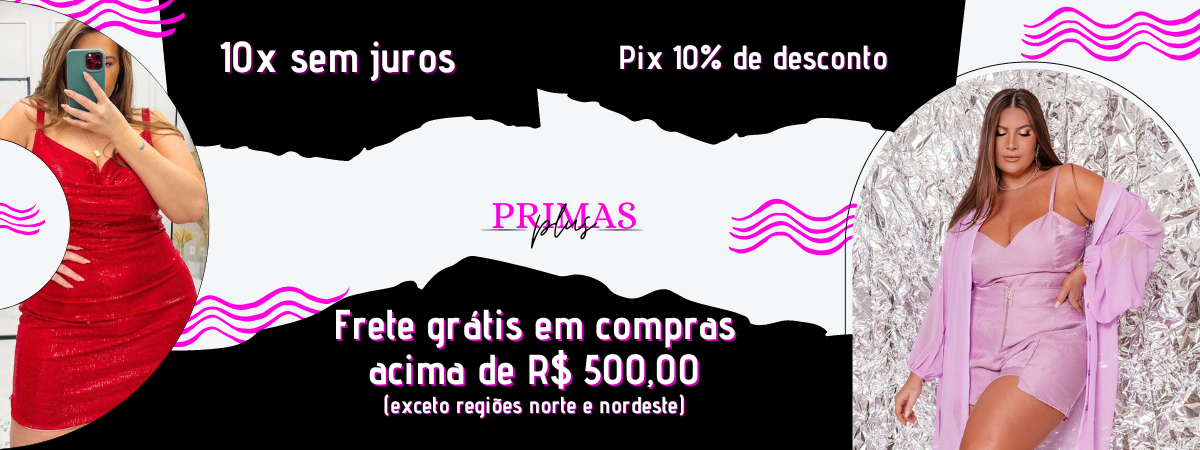 10x sem juros
Pix 10% de desconto
PRIMAS
plus
Frete grátis em compras
acima de R$ 500,00
(exceto regiões norte e nordeste)